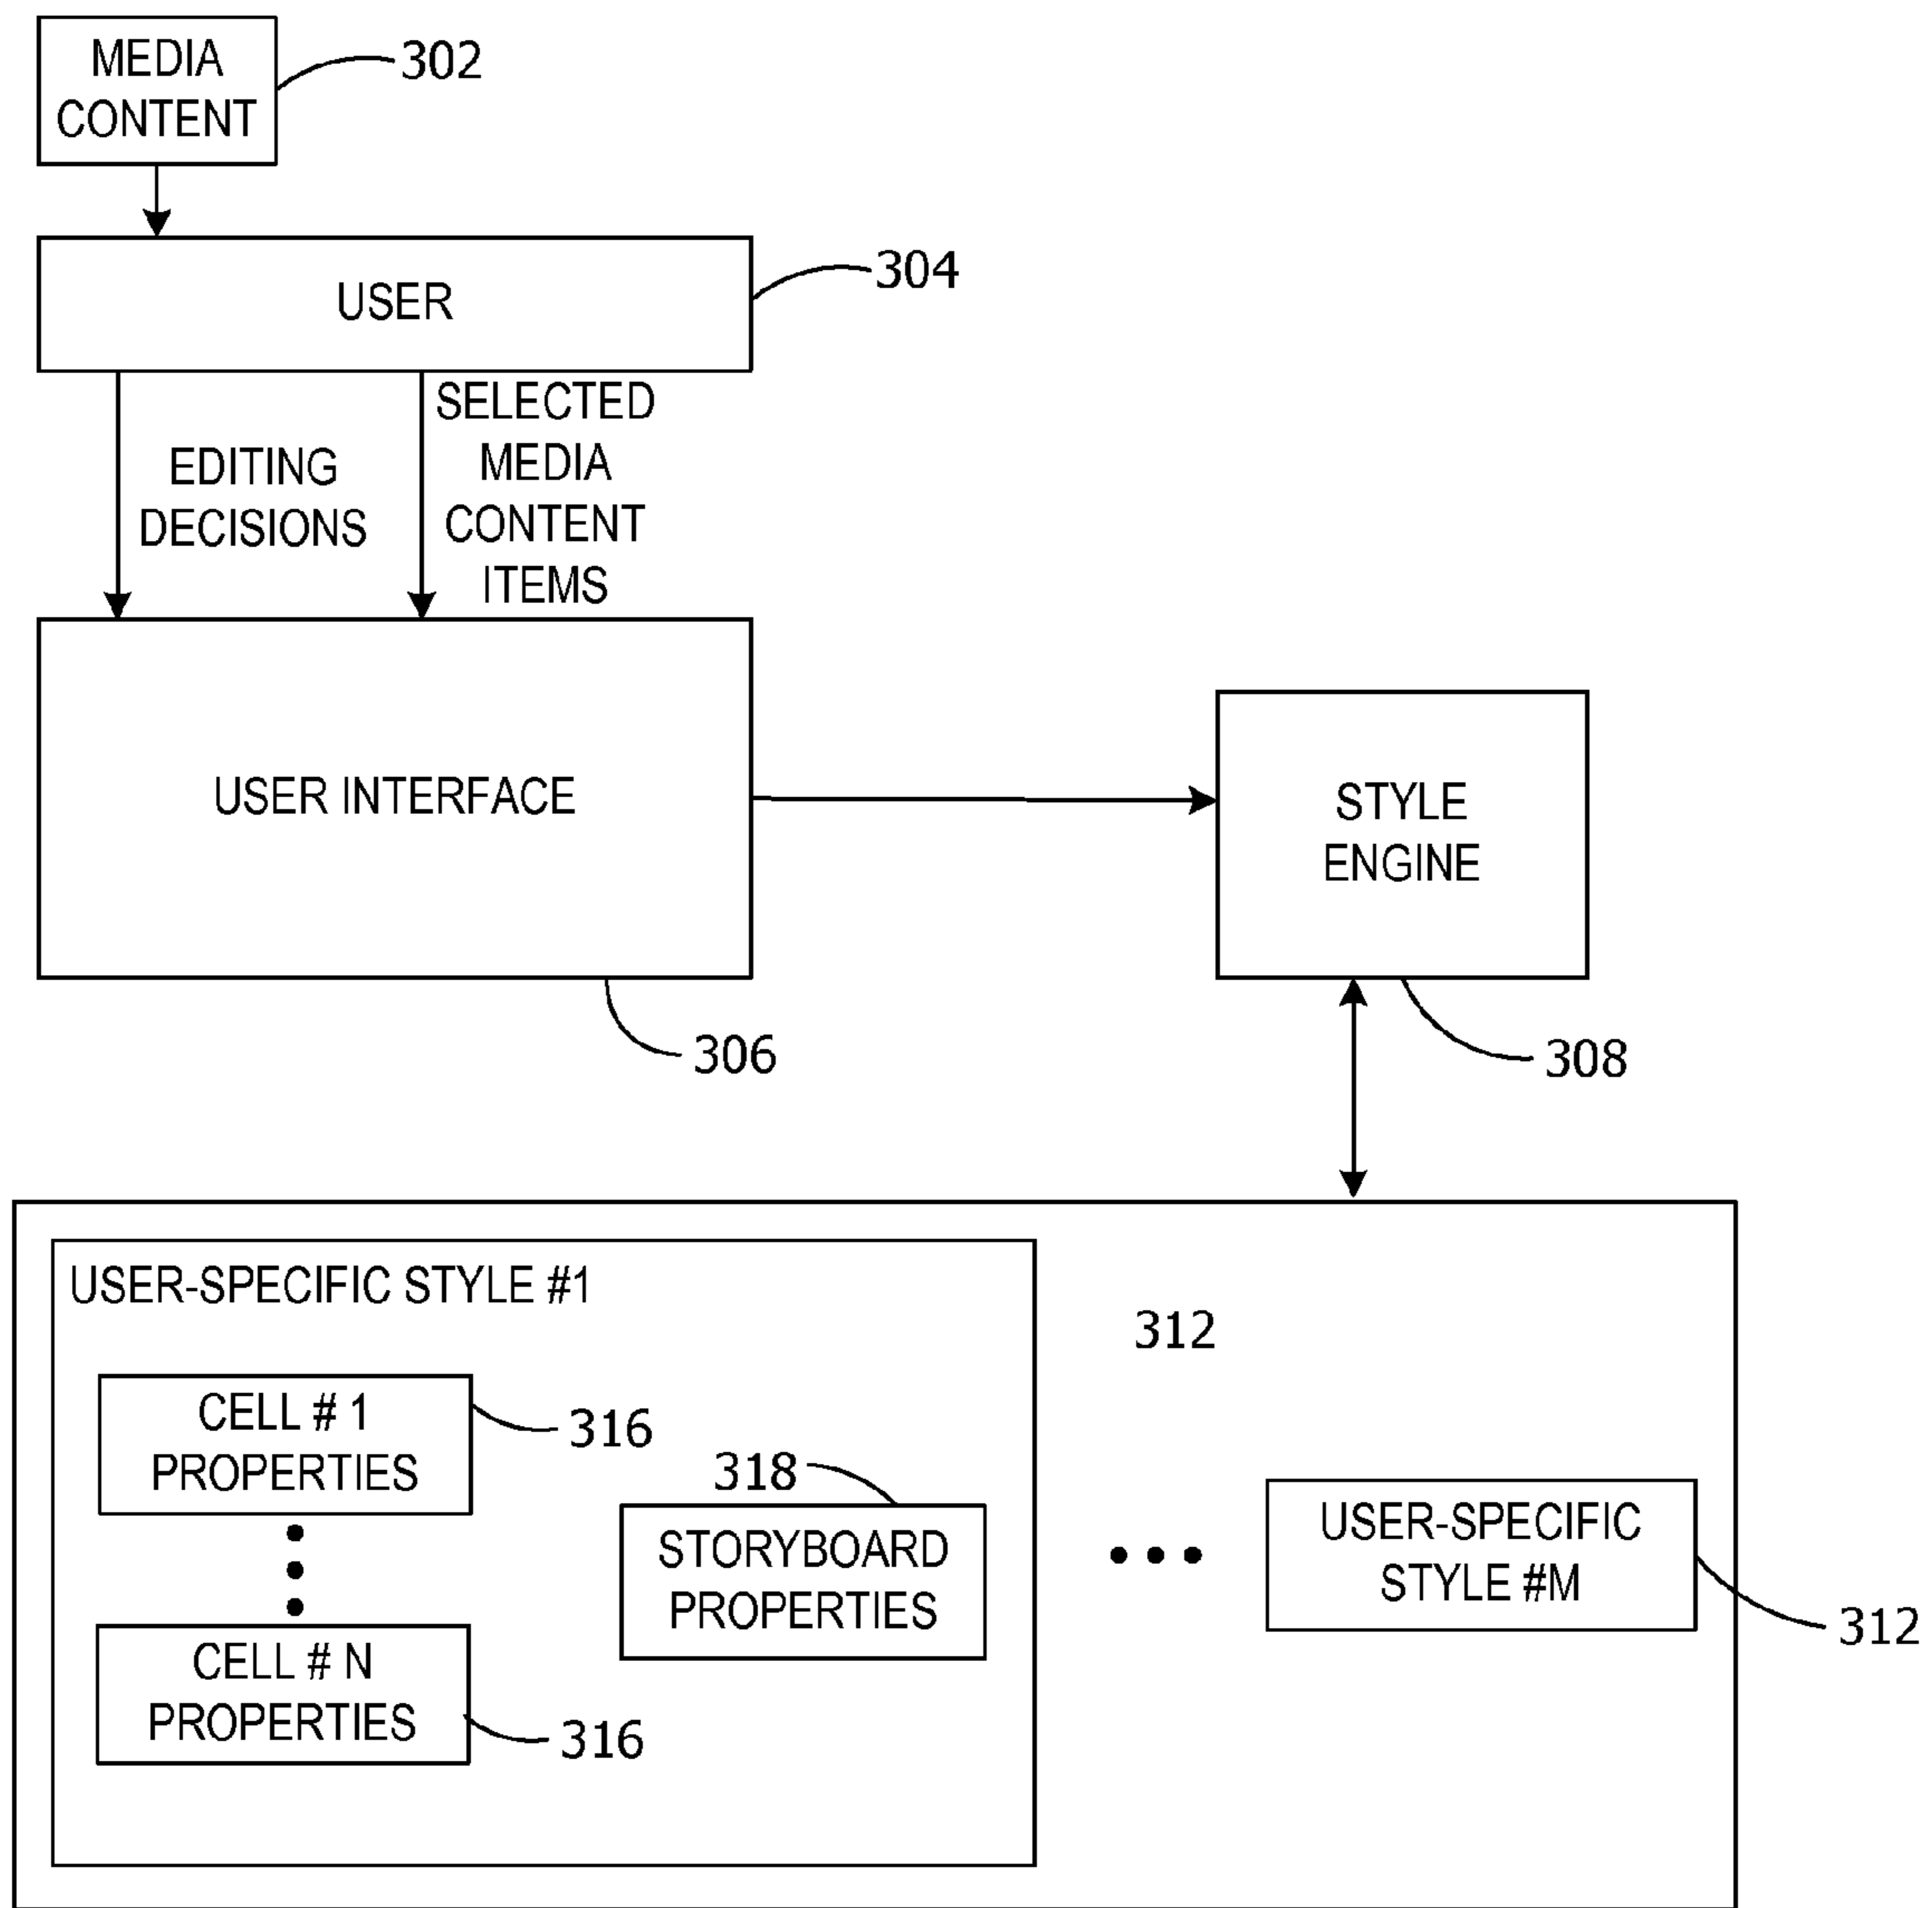 MEDIA
CONTENT
302
USER
304
EDITING
DECISIONS
SELECTED
MEDIA
CONTENT
ITEMS
USER INTERFACE
306
STYLE
ENGINE
308
USER-SPECIFIC STYLE #1
312
CELL # 1
PROPERTIES
316
318
STORYBOARD
PROPERTIES
CELL # N
PROPERTIES
316
USER-SPECIFIC
STYLE #M
312